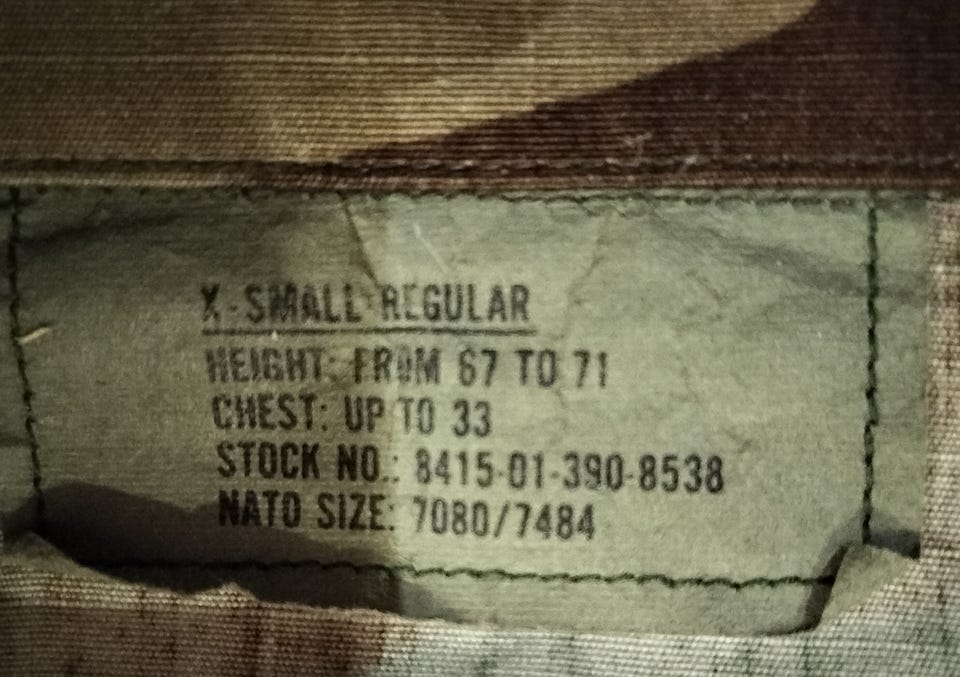 X-SMALL REGULAR
HEIGHT: FROM 67 TO 71
CHEST: UP TO 33
STOCK NO.: 8415-01-390-8538
NATO SIZE: 7080/7484